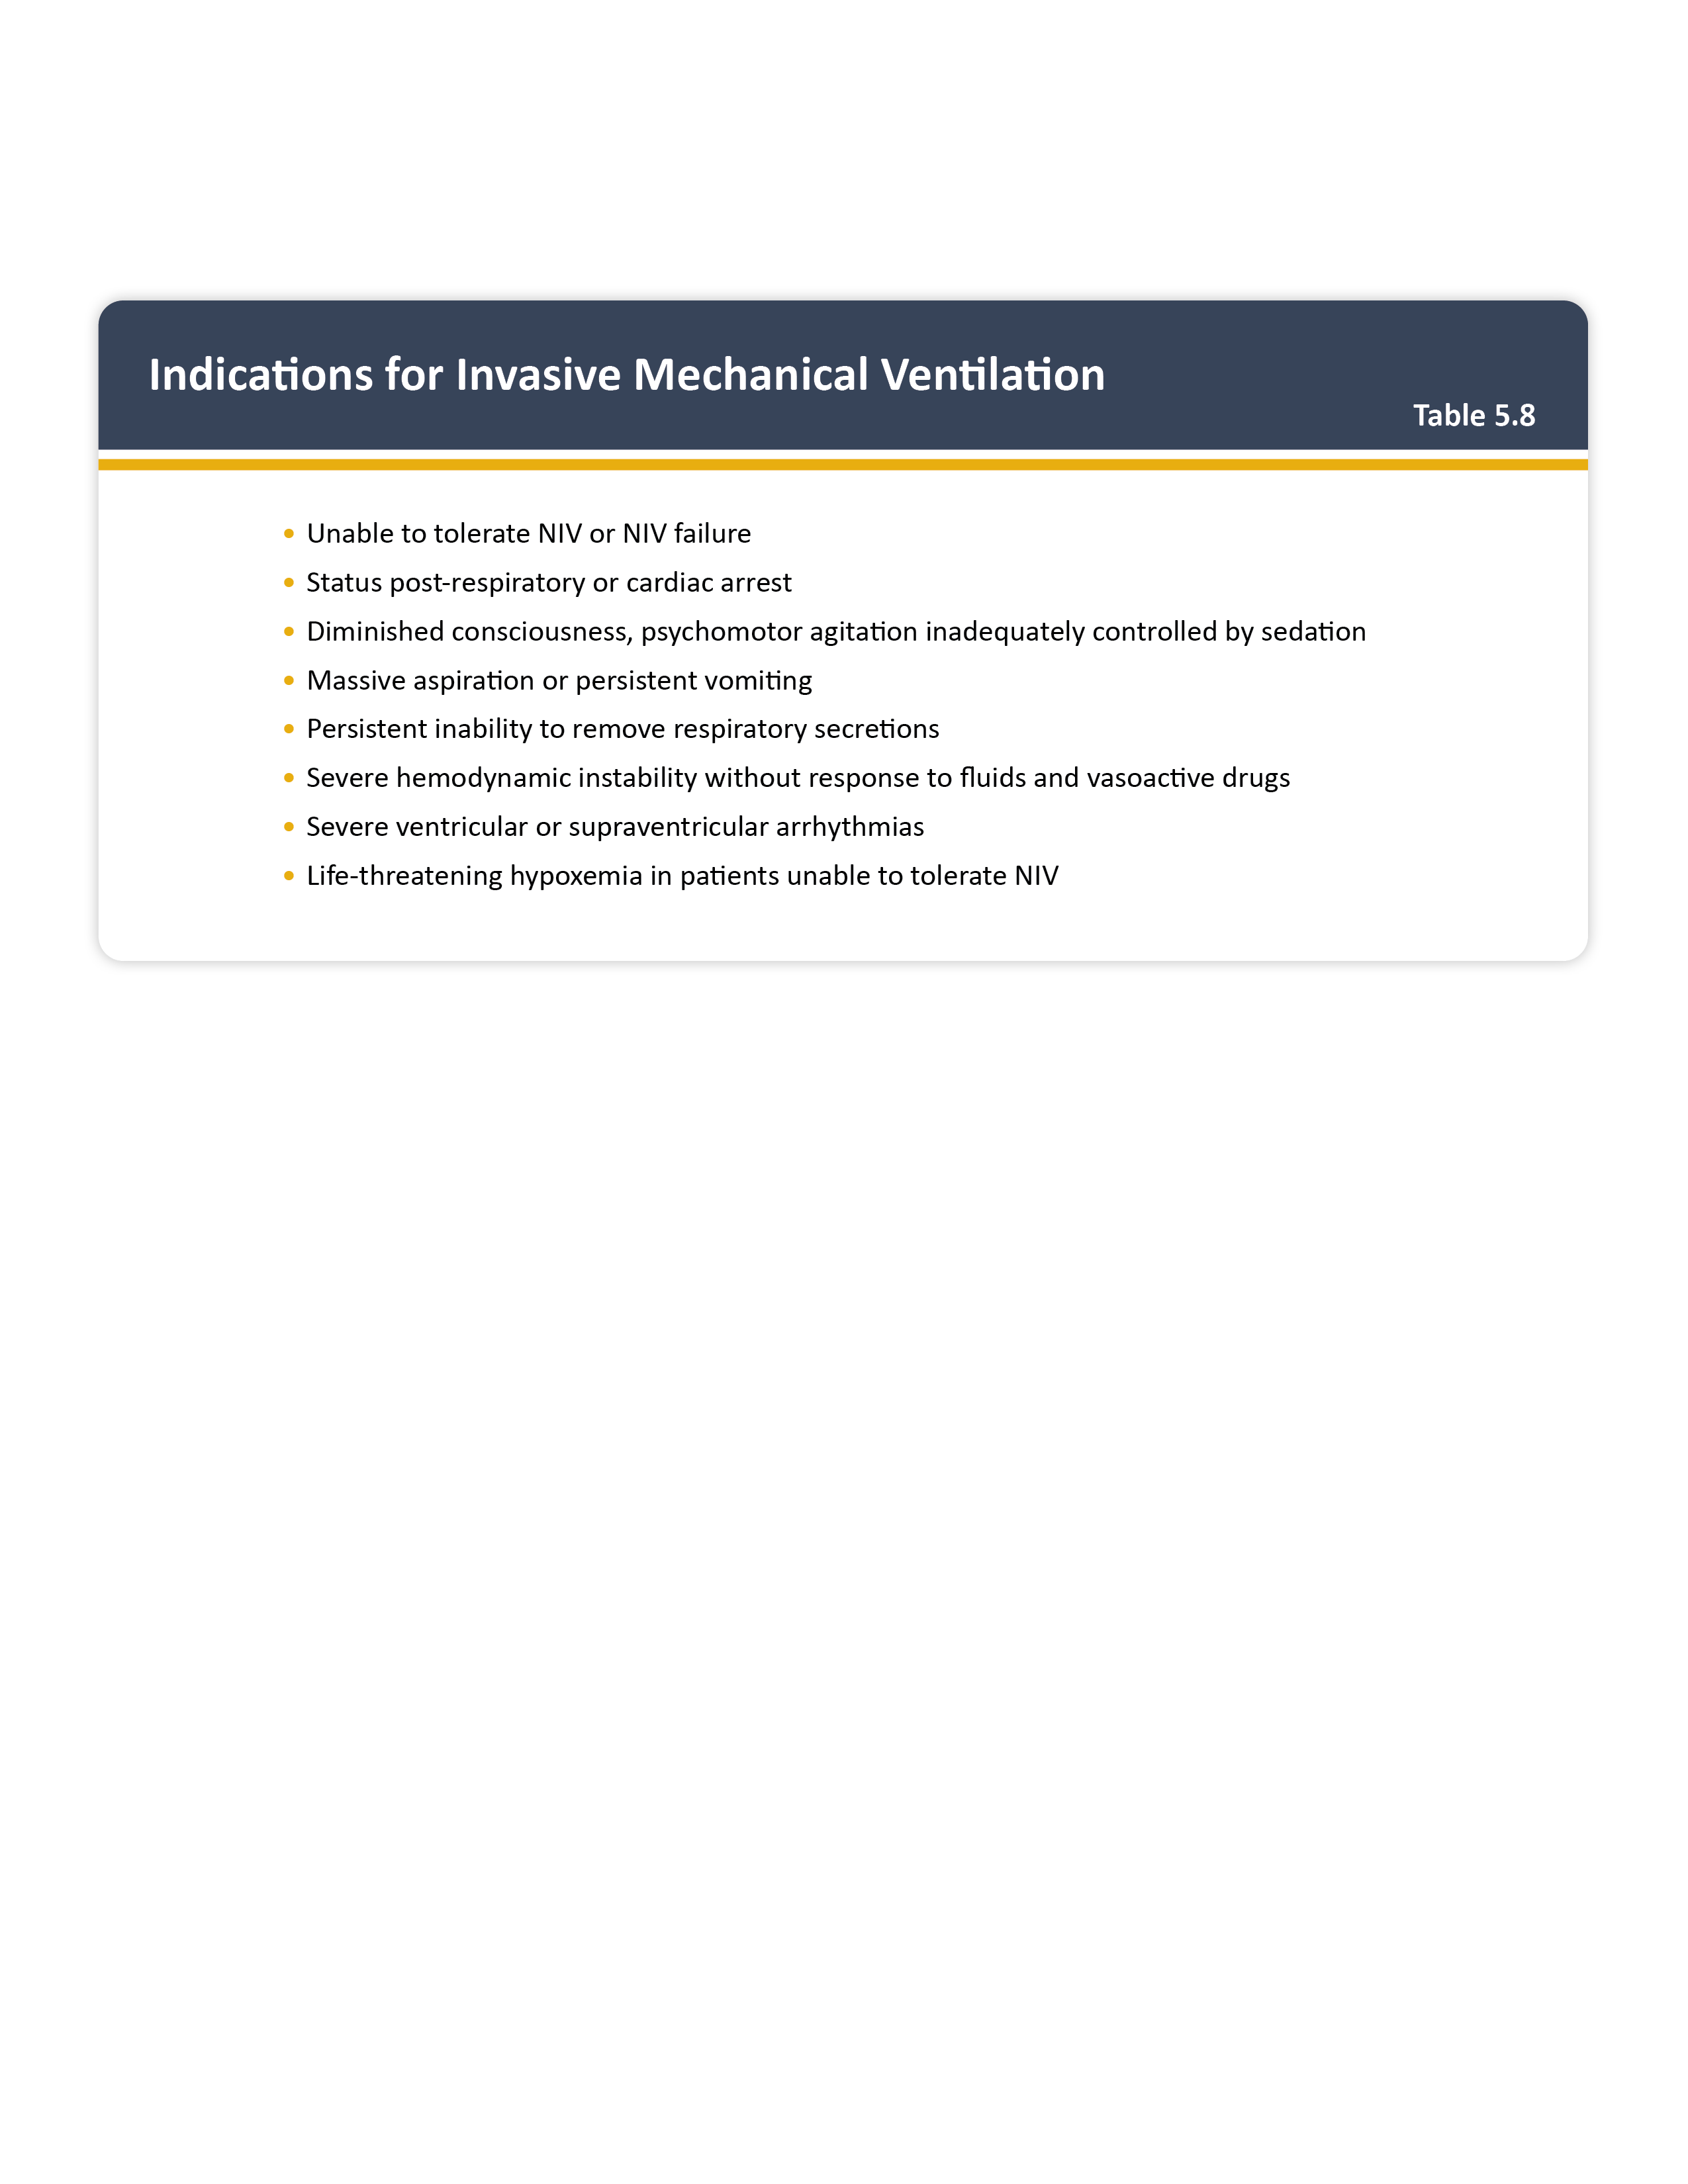 Indications for Invasive Mechanical Ventilation
Table 5.8
• Unable to tolerate NIV or NIV failure
• Status post-respiratory or cardiac arrest
• Diminished consciousness, psychomotor agitation inadequately controlled by sedation
• Massive aspiration or persistent vomiting
• Persistent inability to remove respiratory secretions
• Severe hemodynamic instability without response to fluids and vasoactive drugs
• Severe ventricular or supraventricular arrhythmias
• Life-threatening hypoxemia in patients unable to tolerate NIV